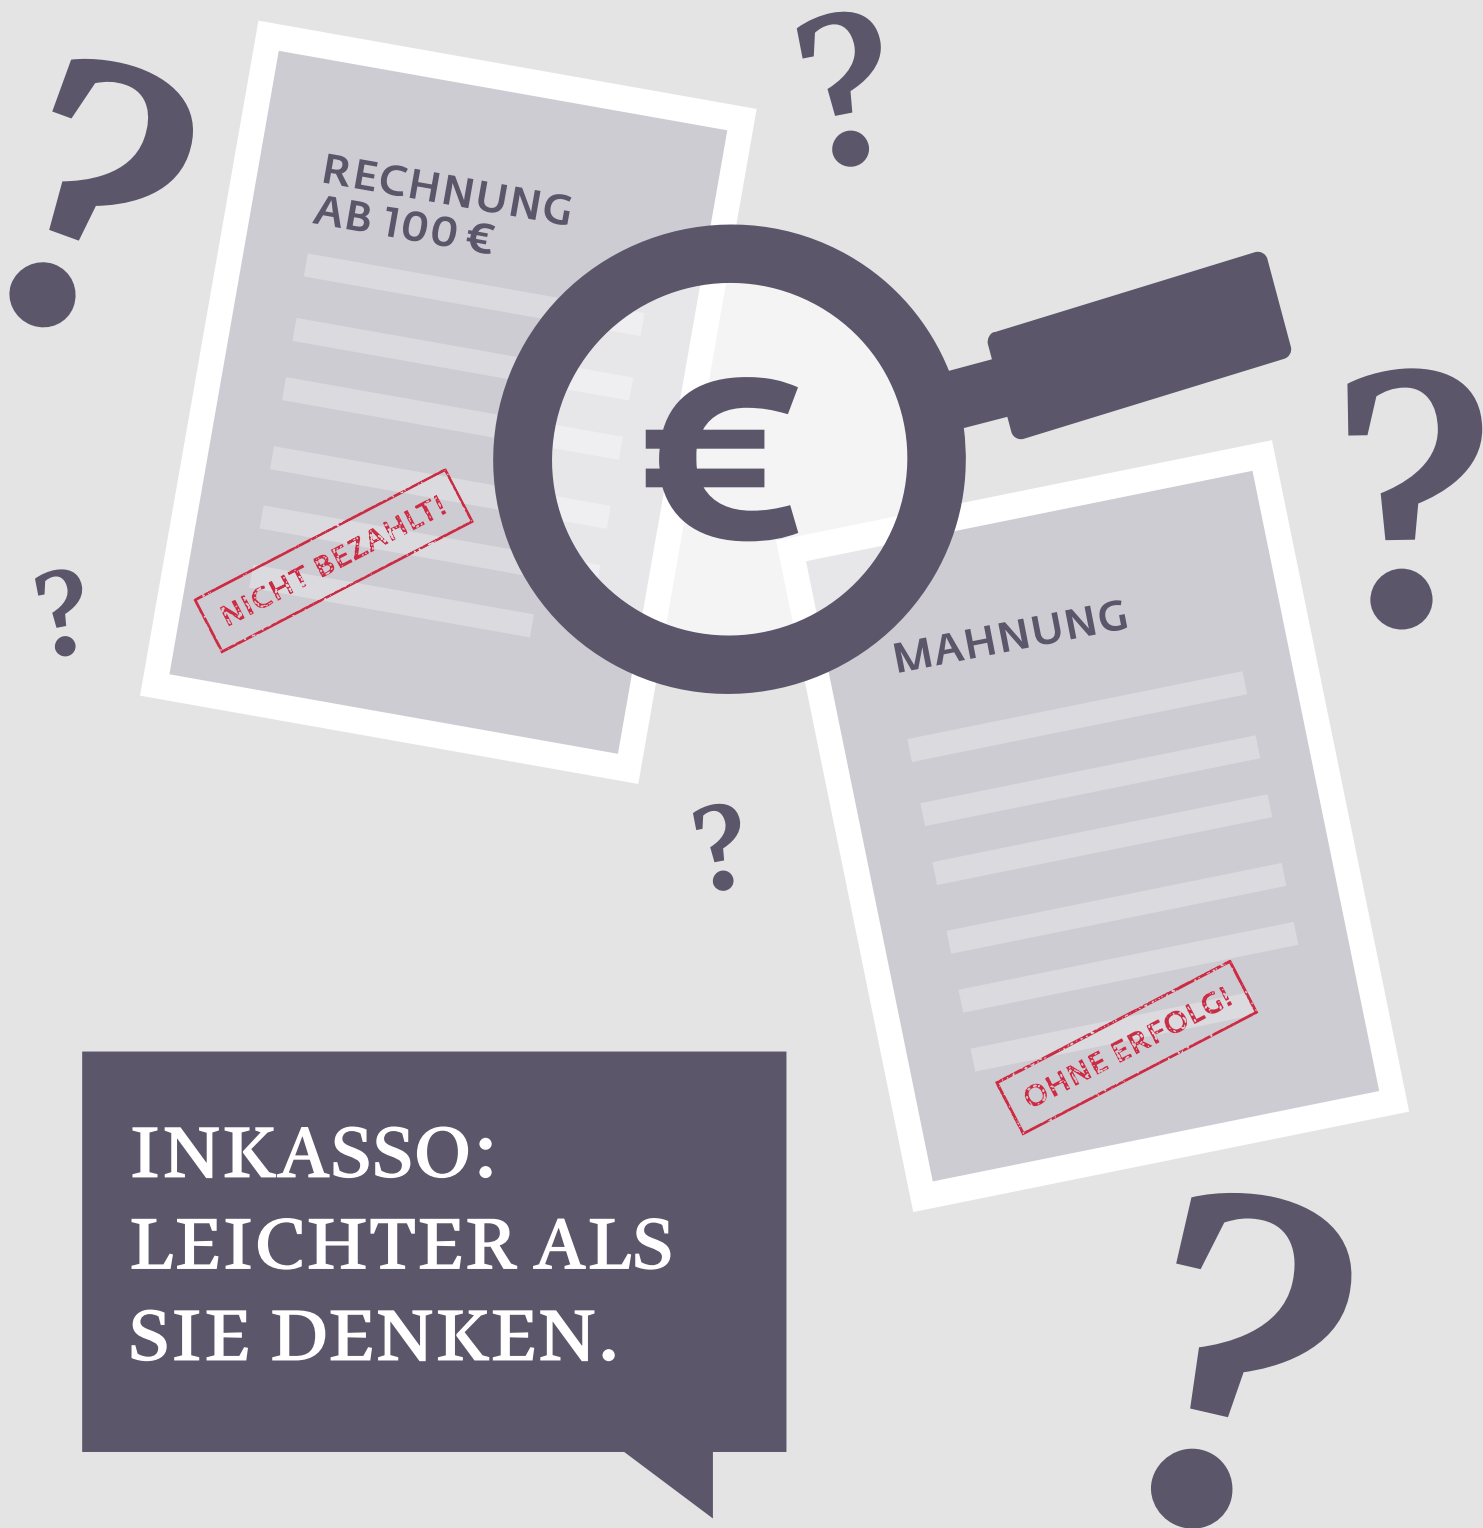 ?
?
RECHNUNG
AB 100 €
€
?
NICHT BEZAHLT!
?
MAHNUNG
?
OHNE ERFOLG!
INKASSO:
LEICHTER ALS
SIE DENKEN.
?